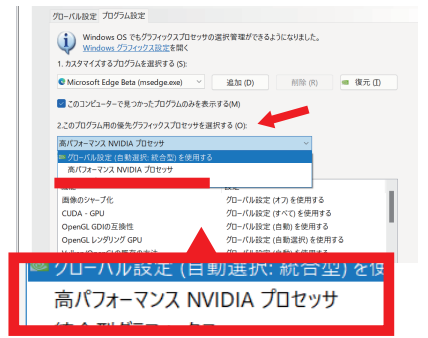 グローバル設定 プログラム設定
Windows OS でもグラフィックスプロセッサの選択管理ができるようになりました。
Windows グラフィックス設定を開く
1. カスタマイズするプログラムを選択する (S):
Microsoft Edge Beta (msedge.exe) 追加 (D) 削除 (R) 復元 (T)
このコンピューターで見つかったプログラムのみを表示する(M)
2.このプログラム用の優先グラフィックスプロセッサを選択する (O):
高パフォーマンス NVIDIA プロセッサ
グローバル設定 (自動選択: 統合型) を使用する
高パフォーマンス NVIDIA プロセッサ
画像のシャープ化 グローバル設定 (オフ) を使用する
CUDA - GPU グローバル設定 (すべて) を使用する
OpenGL GDIの互換性 グローバル設定 (自動) を使用する
OpenGL レンダリング GPU グローバル設定 (自動選択) を使用する
グローバル設定 (自動選択: 統合型) を使
高パフォーマンス NVIDIA プロセッサ